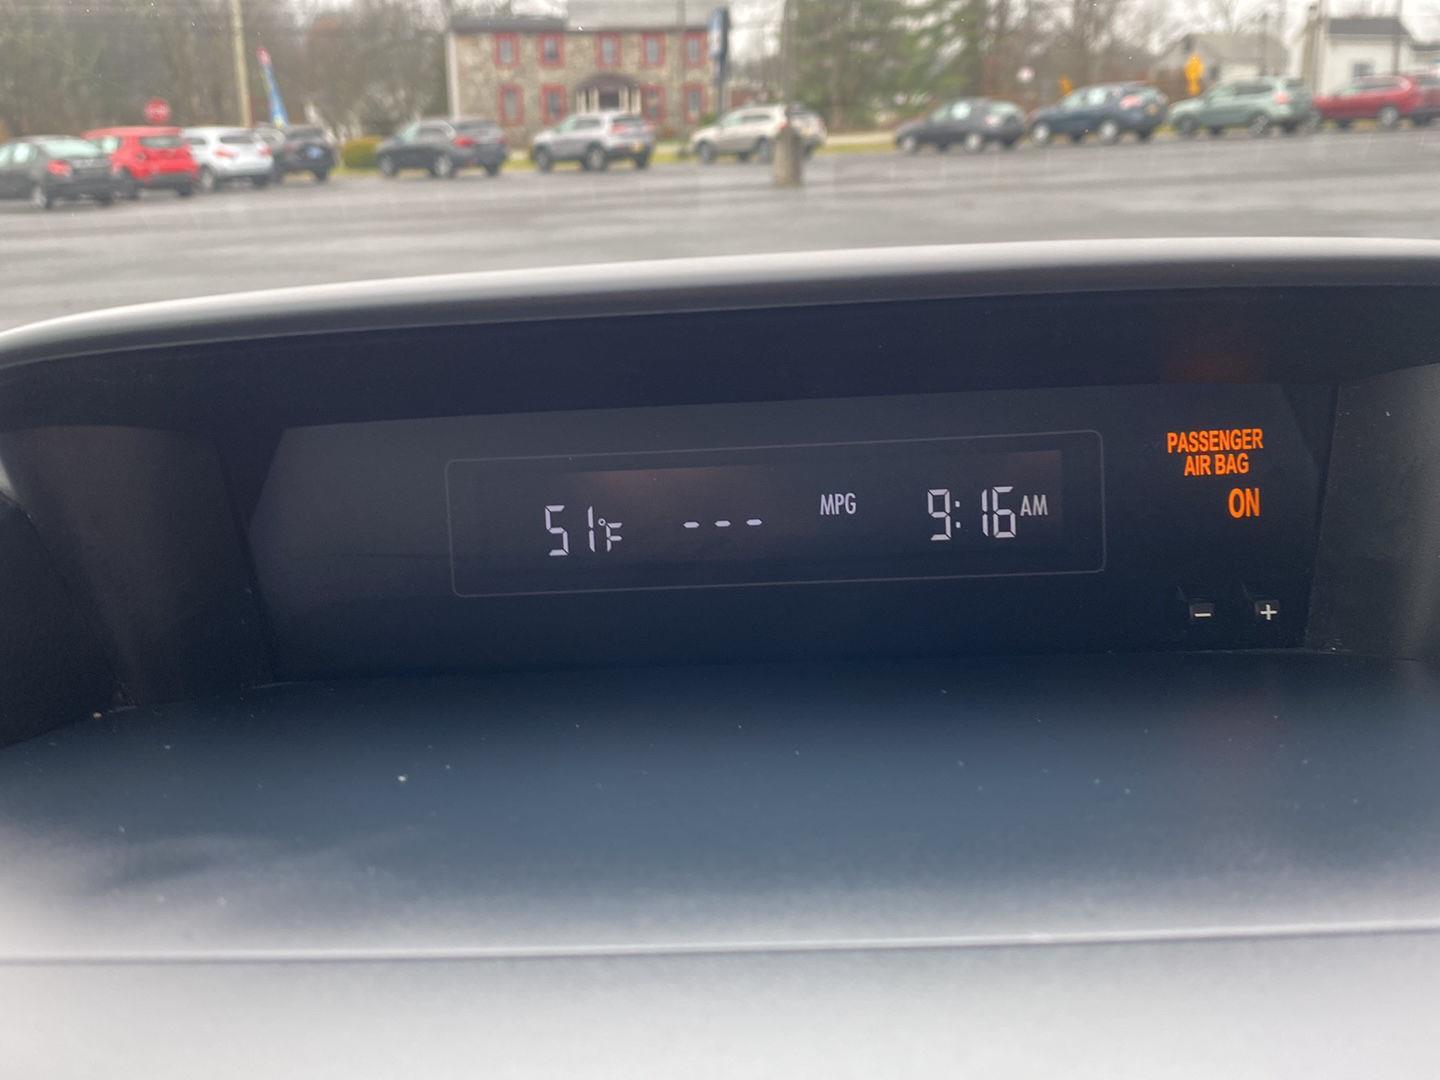 51°F --- MPG 9:16 AM
PASSENGER
AIR BAG
ON
- +